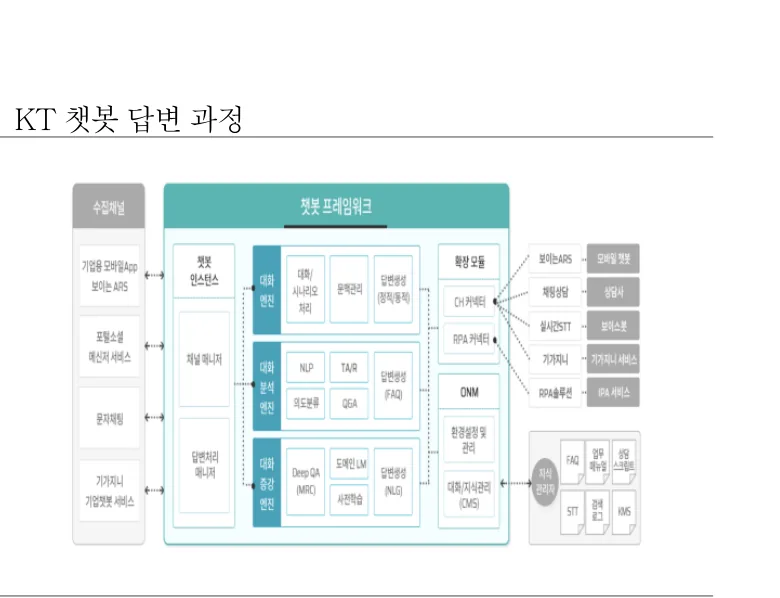 KT 챗봇 답변 과정
수집채널
기업용 모바일App
보이는 ARS
포털소셜
메신저 서비스
문자채팅
기가지니
기업챗봇 서비스
챗봇 프레임워크
챗봇
인스턴스
채널 매니저
답변처리
매니저
대화
엔진
대화/
시나리오
처리
문맥관리
답변생성
(정적/동적)
대화
분석
엔진
NLP
TA/R
의도분류
QGA
답변생성
(FAQ)
대화
증강
엔진
Deep QA
(MRC)
도메인 LM
사전학습
답변생성
(NLG)
확장 모듈
CH 커넥터
RPA 커넥터
ONM
환경설정 및
관리
대화/지식관리
(CMS)
보이는ARS
모바일 챗봇
채팅상담
상담사
실시간STT
보이스봇
기가지니
기가지니 서비스
RPA솔루션
IPA 서비스
지식
관리자
FAQ
업무
매뉴얼
상담
스크립트
STT
검색
로그
KMS